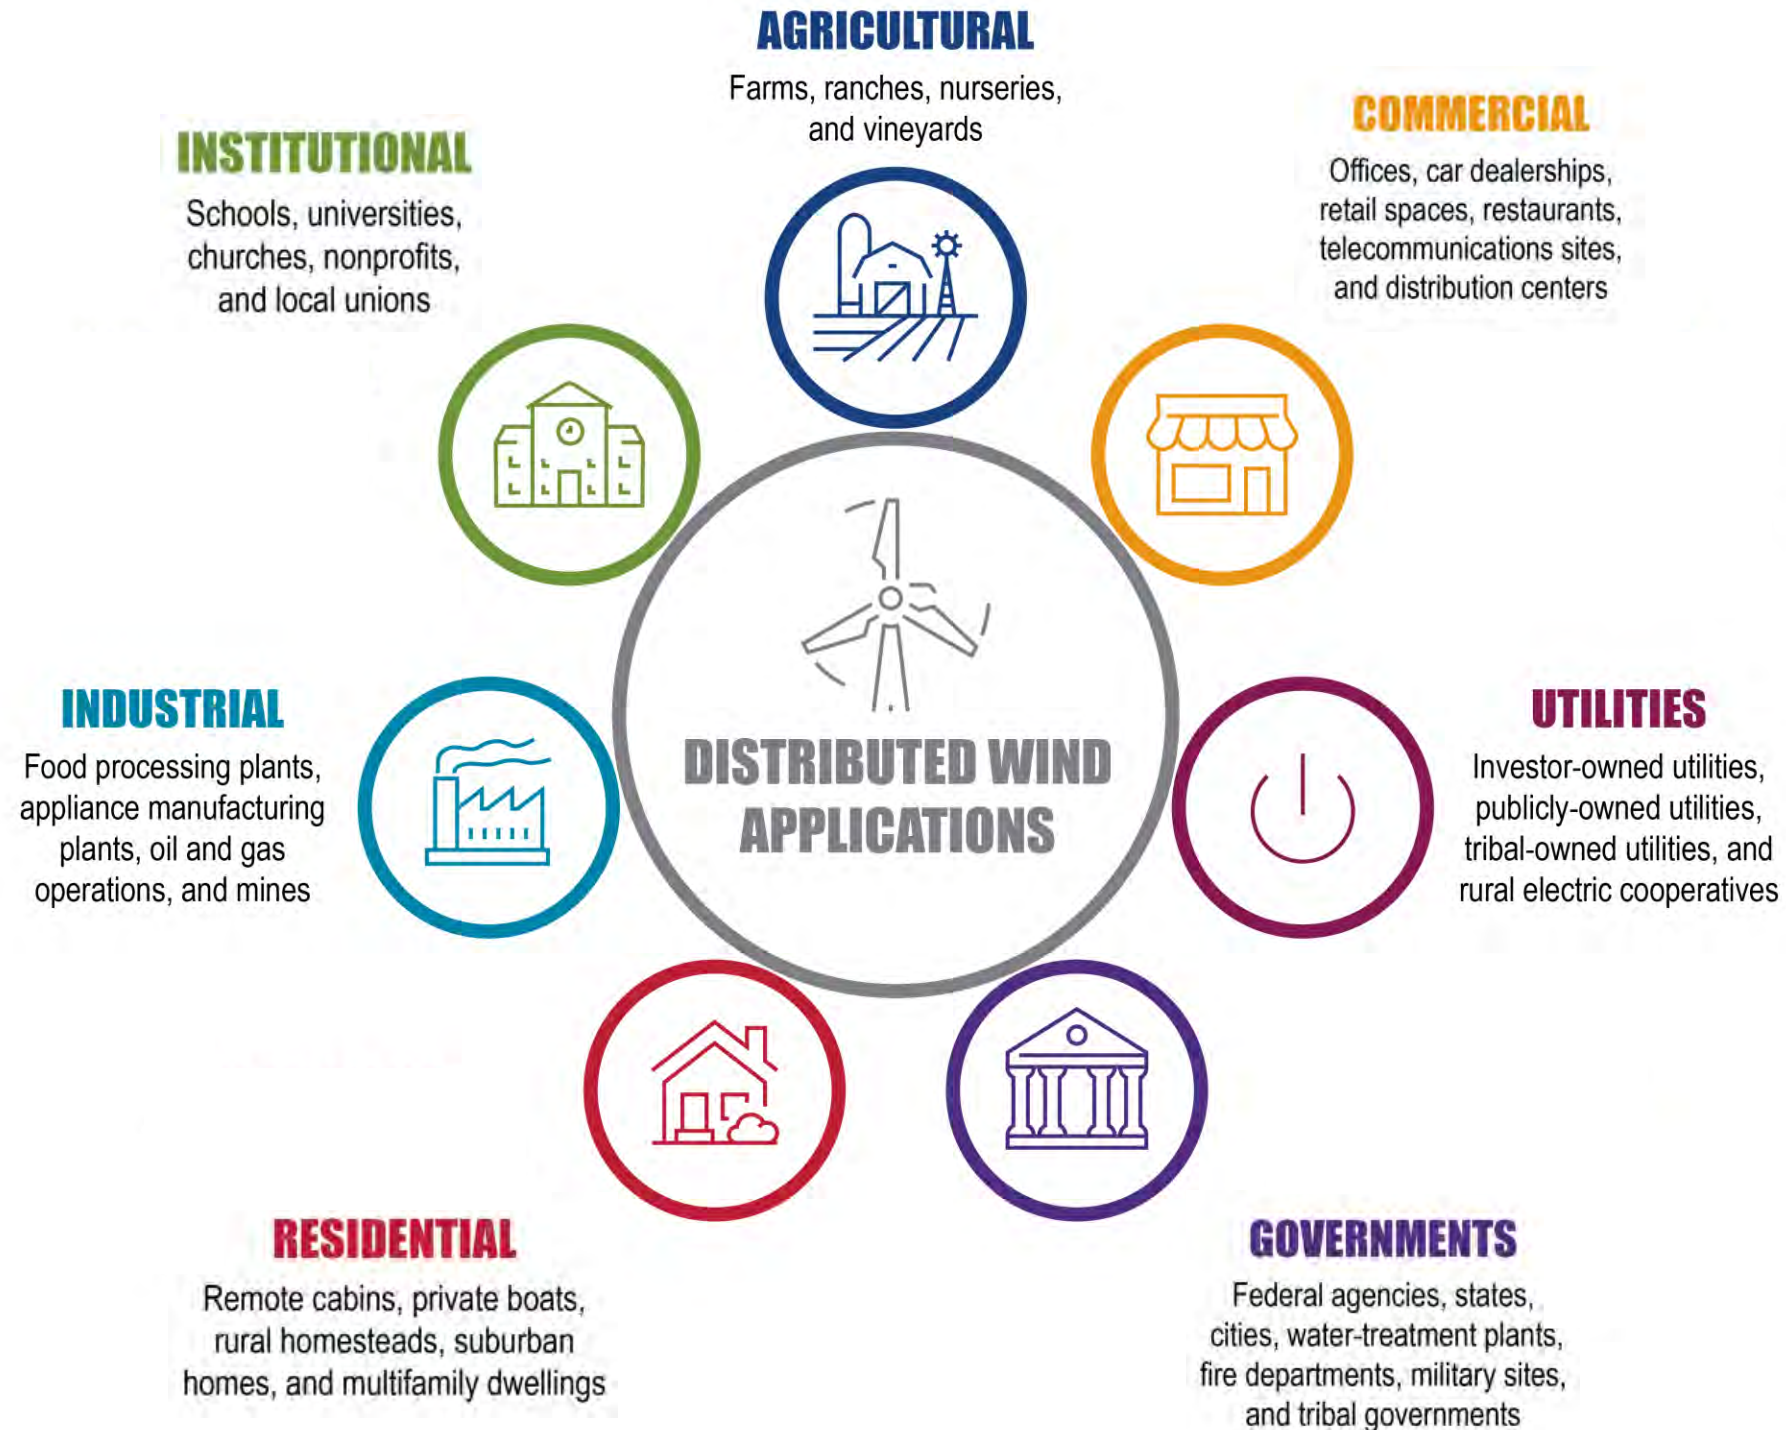 AGRICULTURAL
Farms, ranches, nurseries,
and vineyards
COMMERCIAL
Offices, car dealerships,
retail spaces, restaurants,
telecommunications sites,
and distribution centers
INSTITUTIONAL
Schools, universities,
churches, nonprofits,
and local unions
DISTRIBUTED WIND
APPLICATIONS
INDUSTRIAL
Food processing plants,
appliance manufacturing
plants, oil and gas
operations, and mines
UTILITIES
Investor-owned utilities,
publicly-owned utilities,
tribal-owned utilities, and
rural electric cooperatives
RESIDENTIAL
Remote cabins, private boats,
rural homesteads, suburban
homes, and multifamily dwellings
GOVERNMENTS
Federal agencies, states,
cities, water-treatment plants,
fire departments, military sites,
and tribal governments